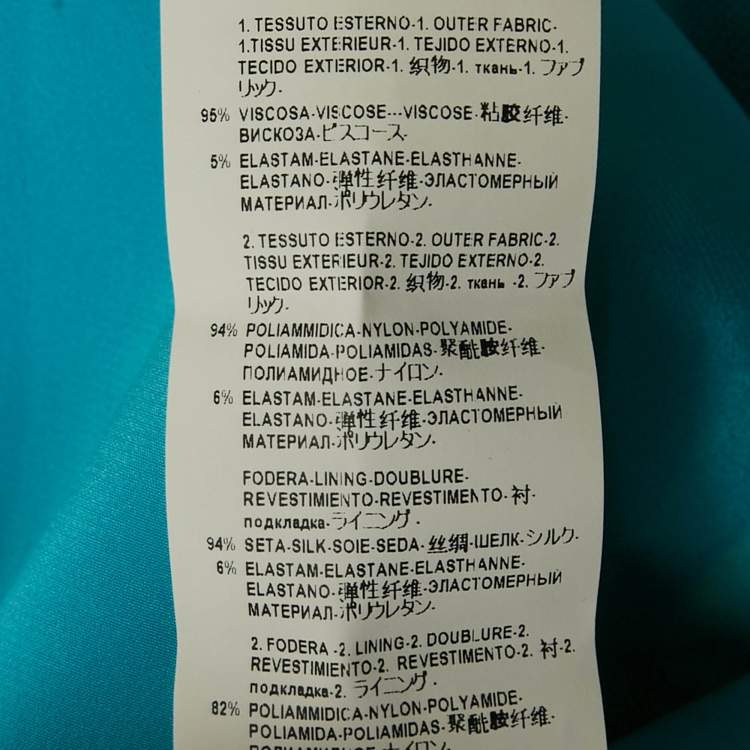 1. TESSUTO ESTERNO-1. OUTER FABRIC-
1.TISSU EXTERIEUR-1. TEJIDO EXTERNO-1.
TECIDO EXTERIOR-1. 织物-1. ткань-1. ファブ
リック-
95% VISCOSA-VISCOSE---VISCOSE-粘胶纤维-
ВИСКОЗА-ビスコース-
5% ELASTAM-ELASTANE-ELASTHANNE-
ELASTANO-弹性纤维-ЭЛАСТОМЕРНЫЙ
МАТЕРИАЛ-ポリウレタン-
2. TESSUTO ESTERNO-2. OUTER FABRIC-2.
TISSU EXTERIEUR-2. TEJIDO EXTERNO-2.
TECIDO EXTERIOR-2. 织物-2. ткань -2. ファブ
リック-
94% POLIAMMIDICA-NYLON-POLYAMIDE-
POLIAMIDA-POLIAMIDAS-聚酰胺纤维-
ПОЛИАМИДНОЕ-ナイロン-
6% ELASTAM-ELASTANE-ELASTHANNE-
ELASTANO-弹性纤维-ЭЛАСТОМЕРНЫЙ
МАТЕРИАЛ-ポリウレタン-
FODERA-LINING-DOUBLURE-
REVESTIMIENTO-REVESTIMENTO-衬-
подкладка-ライニング-
94% SETA-SILK-SOIE-SEDA-丝绸-ШЕЛК-シルク-
6% ELASTAM-ELASTANE-ELASTHANNE-
ELASTANO-弹性纤维-ЭЛАСТОМЕРНЫЙ
МАТЕРИАЛ-ポリウレタン-
2. FODERA -2. LINING-2. DOUBLURE-2.
REVESTIMIENTO-2. REVESTIMENTO-2. 衬-2.
подкладка-2. ライニング-
82% POLIAMMIDICA-NYLON-POLYAMIDE-
POLIAMIDA-POLIAMIDAS-聚酰胺纤维-
ПОЛИАМИДНОЕ-ナイロン-